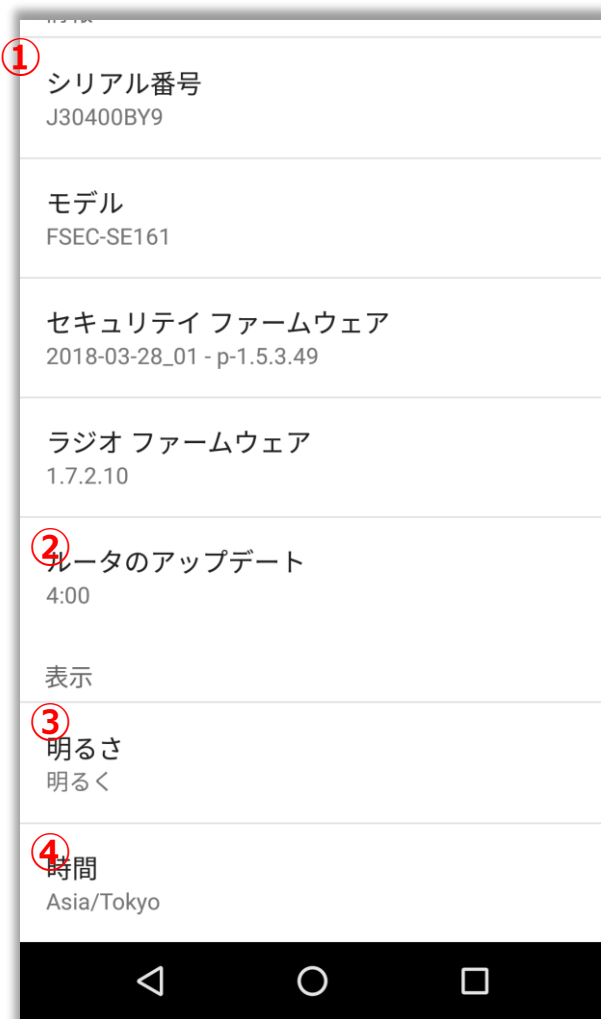 ①
シリアル番号
J30400BY9
モデル
FSEC-SE161
セキュリテイ ファームウェア
2018-03-28_01 - p-1.5.3.49
ラジオ ファームウェア
1.7.2.10
②
ルータのアップデート
4:00
表示
③
明るさ
明るく
④
時間
Asia/Tokyo